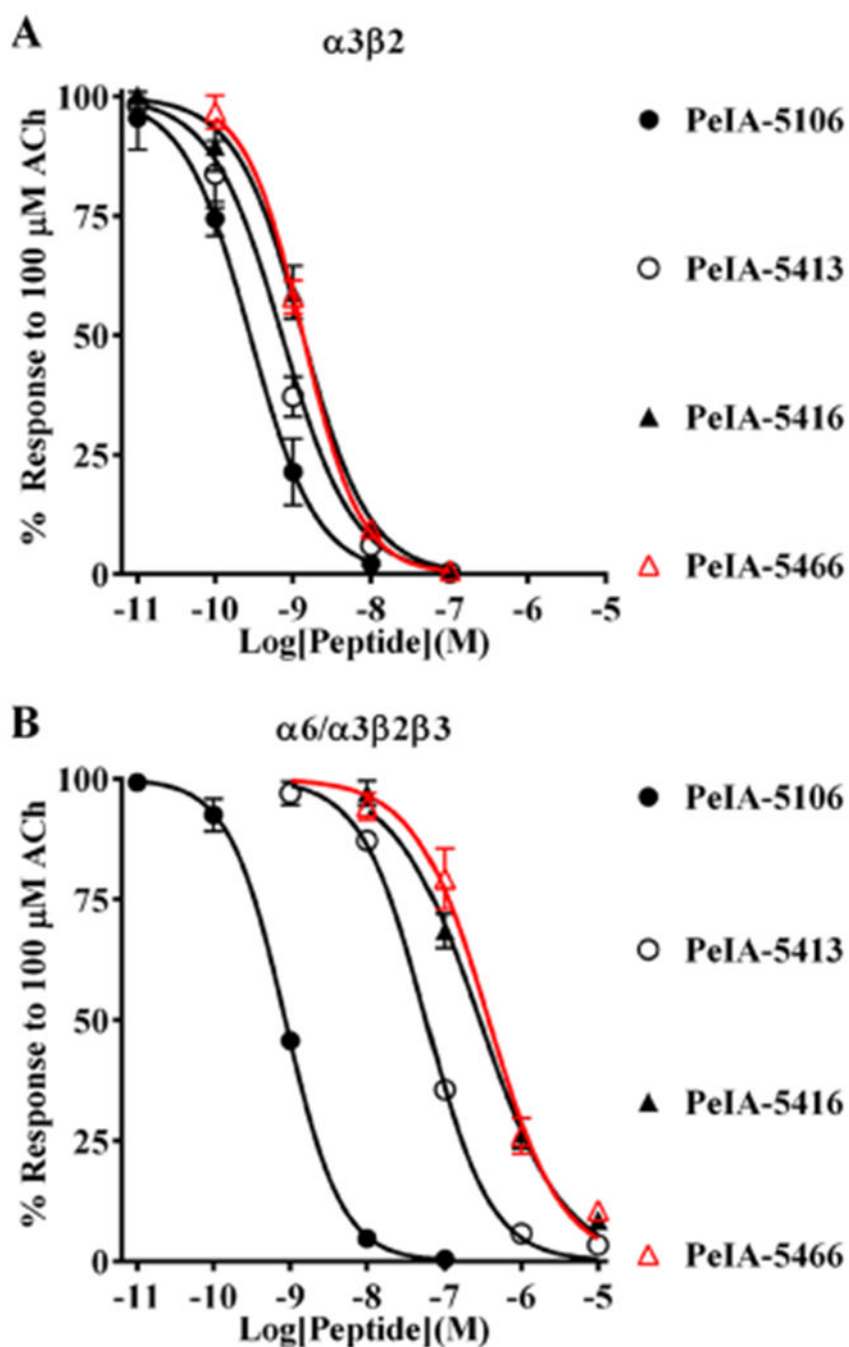 A
α3β2
% Response to 100 μM ACh
100
75
50
25
0
-11 -10 -9 -8 -7 -6 -5
Log[Peptide](M)
PeIA-5106
PeIA-5413
PeIA-5416
PeIA-5466
B
α6/α3β2β3
% Response to 100 μM ACh
100
75
50
25
0
-11 -10 -9 -8 -7 -6 -5
Log[Peptide](M)
PeIA-5106
PeIA-5413
PeIA-5416
PeIA-5466